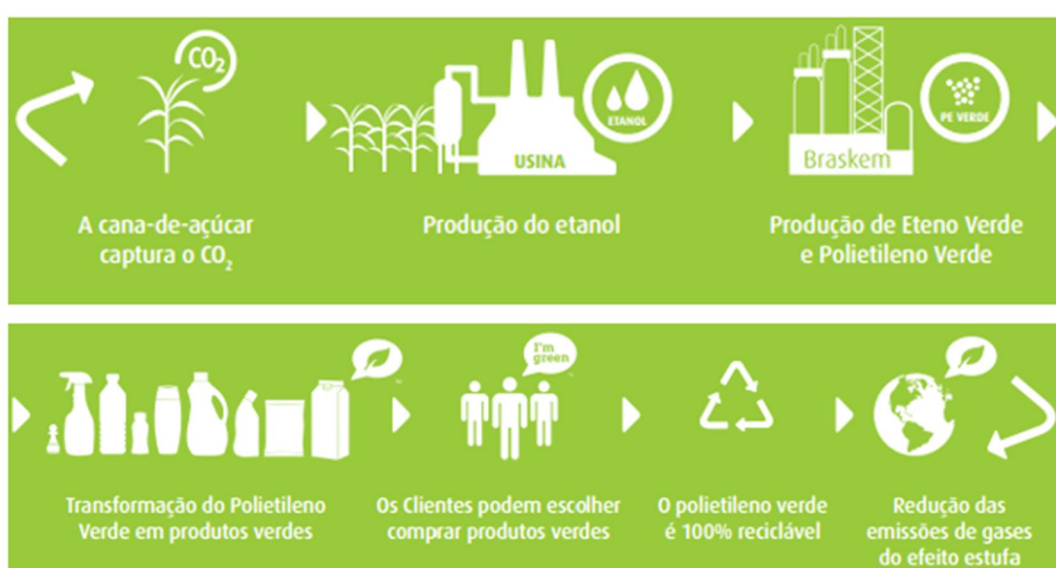 CO₂
ETANOL
PE VERDE
USINA
Braskem
A cana-de-açúcar
captura o CO₂
Produção do etanol
Produção de Eteno Verde
e Polietileno Verde
I'm
green
Transformação do Polietileno
Verde em produtos verdes
Os Clientes podem escolher
comprar produtos verdes
O polietileno verde
é 100% reciclável
Redução das
emissões de gases
do efeito estufa